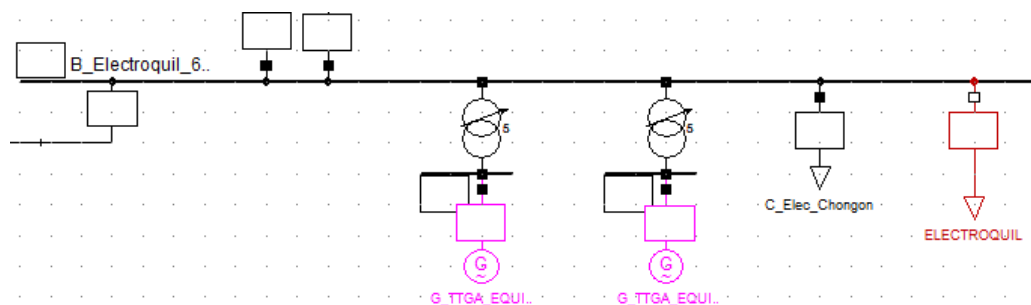 B_Electroquil_6..
5
5
C_Elec_Chongon
ELECTROQUIL
G
~
G
~
G_TTGA_EQUI..
G_TTGA_EQUI..